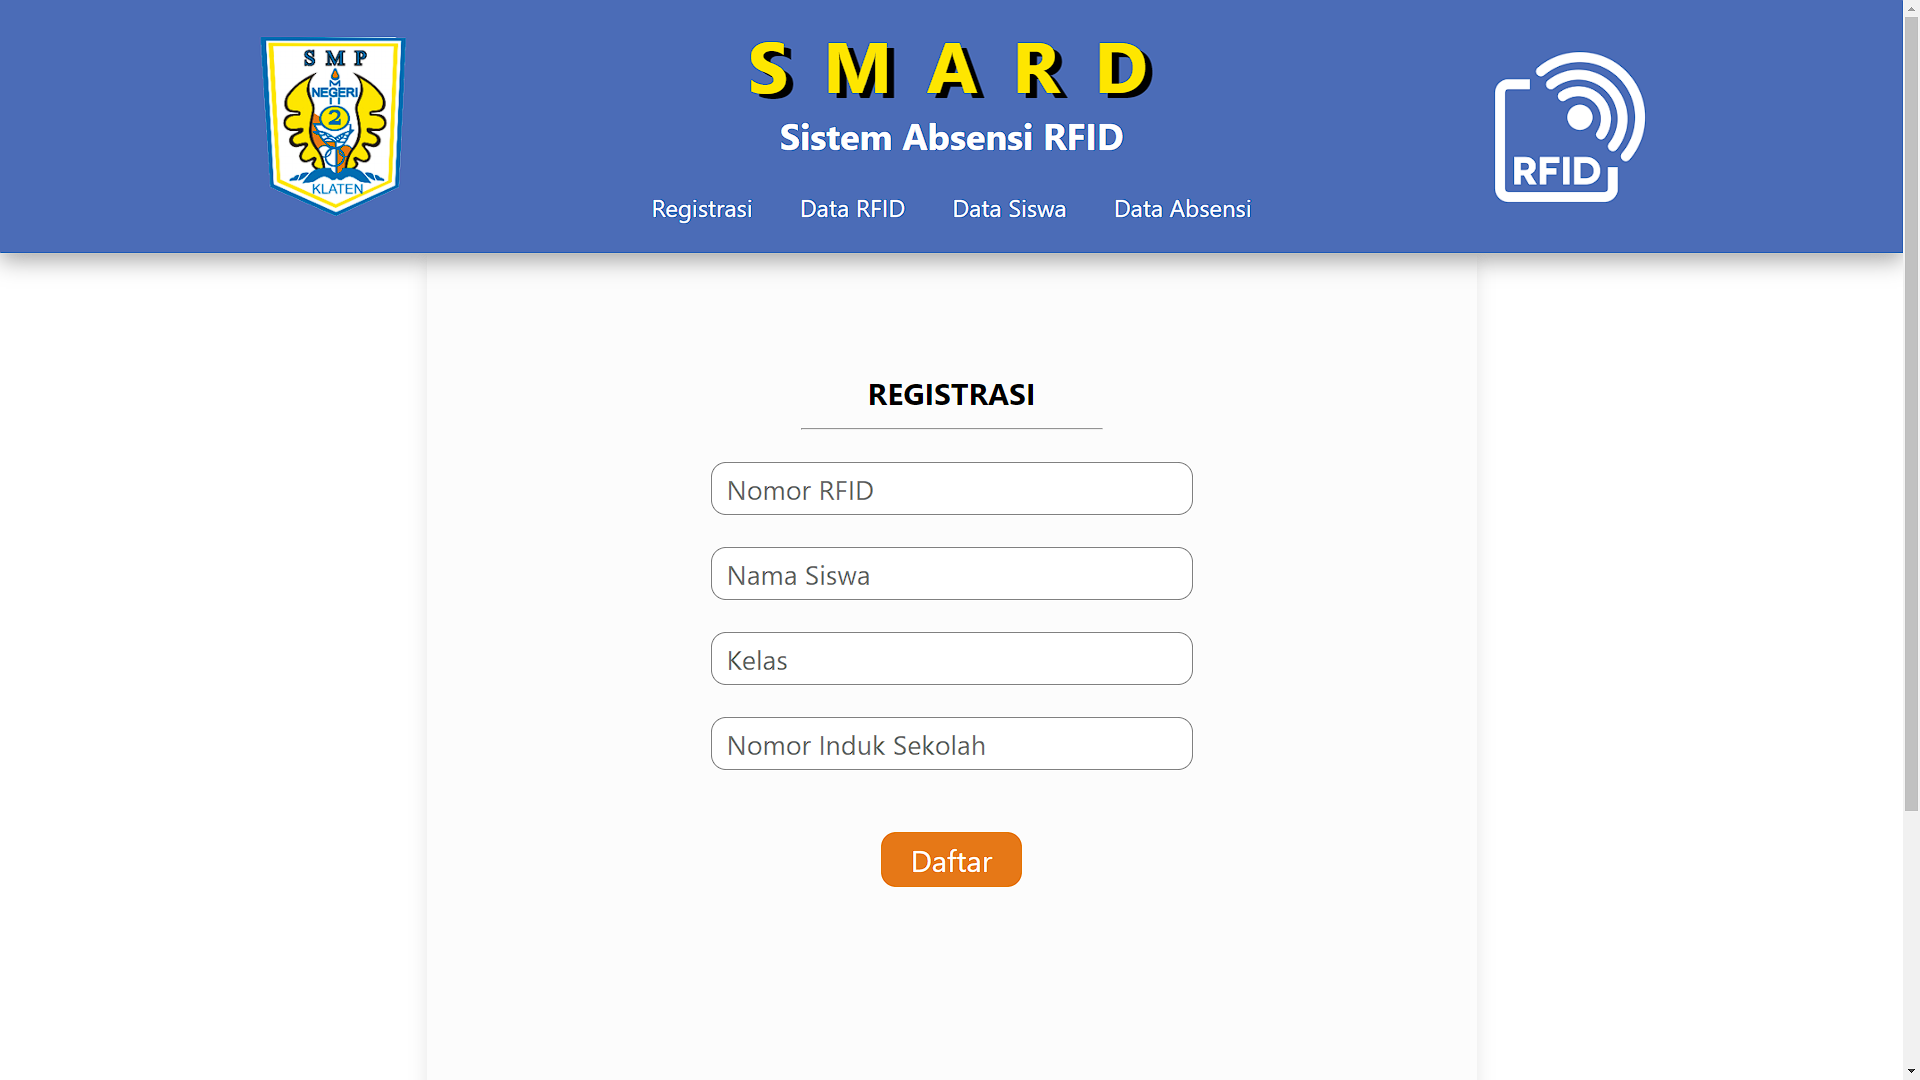 SMP
NEGERI
2
KLATEN
SMARD
Sistem Absensi RFID
Registrasi Data RFID Data Siswa Data Absensi
RFID
REGISTRASI
Nomor RFID
Nama Siswa
Kelas
Nomor Induk Sekolah
Daftar